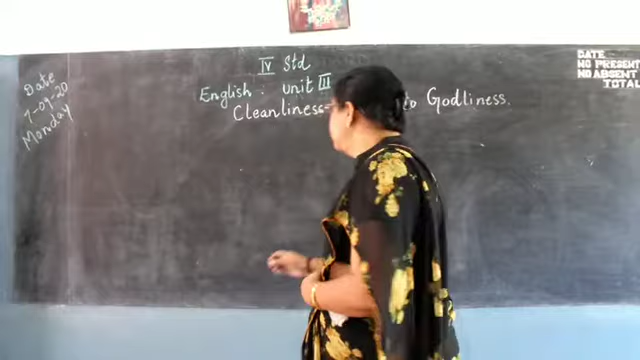 Date
7-09-20
Monday
IV Std
English : unit III
Cleanliness to Godliness.
DATE
NO PRESENT
NO ABSENT
TOTAL